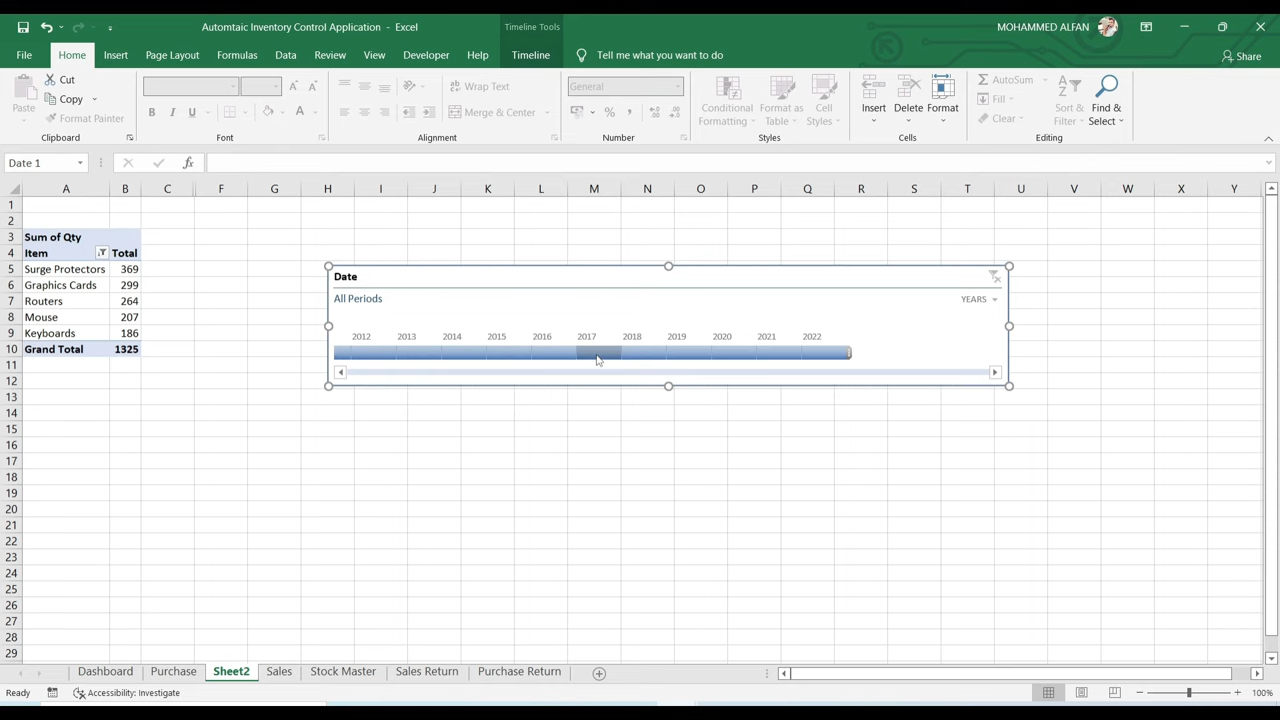 Automtaic Inventory Control Application - Excel
Timeline Tools
MOHAMMED ALFAN
File Home Insert Page Layout Formulas Data Review View Developer Help Timeline Tell me what you want to do Share
Paste
Cut
Copy
Format Painter
Clipboard
B I U
A A
Font
Wrap Text
Merge & Center
Alignment
General
%
Number
Conditional Formatting
Format as Table
Cell Styles
Styles
Insert
Delete
Format
Cells
AutoSum
Fill
Clear
Sort & Filter
Find & Select
Editing
Date 1
fx
A B C F G H I J K L M N O P Q R S T U V W X Y
1
2
3 Sum of Qty
4 Item Total
5 Surge Protectors 369
6 Graphics Cards 299
7 Routers 264
8 Mouse 207
9 Keyboards 186
10 Grand Total 1325
11
12
13
14
15
16
17
18
19
20
21
22
23
24
25
26
27
28
29
Date
All Periods YEARS
2012 2013 2014 2015 2016 2017 2018 2019 2020 2021 2022
Dashboard Purchase Sheet2 Sales Stock Master Sales Return Purchase Return
Ready Accessibility: Investigate 100%